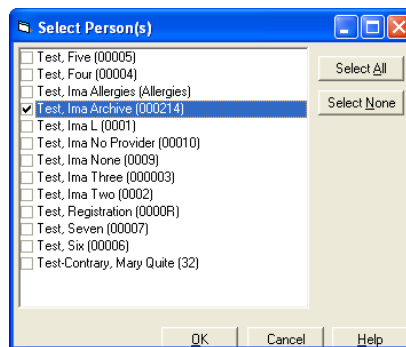 Select Person(s)
Test, Five (00005)
Test, Four (00004)
Test, Ima Allergies (Allergies)
Test, Ima Archive (000214)
Test, Ima L (0001)
Test, Ima No Provider (00010)
Test, Ima None (0009)
Test, Ima Three (000003)
Test, Ima Two (0002)
Test, Registration (0000R)
Test, Seven (00007)
Test, Six (00006)
Test-Contrary, Mary Quite (32)
Select All
Select None
OK Cancel Help